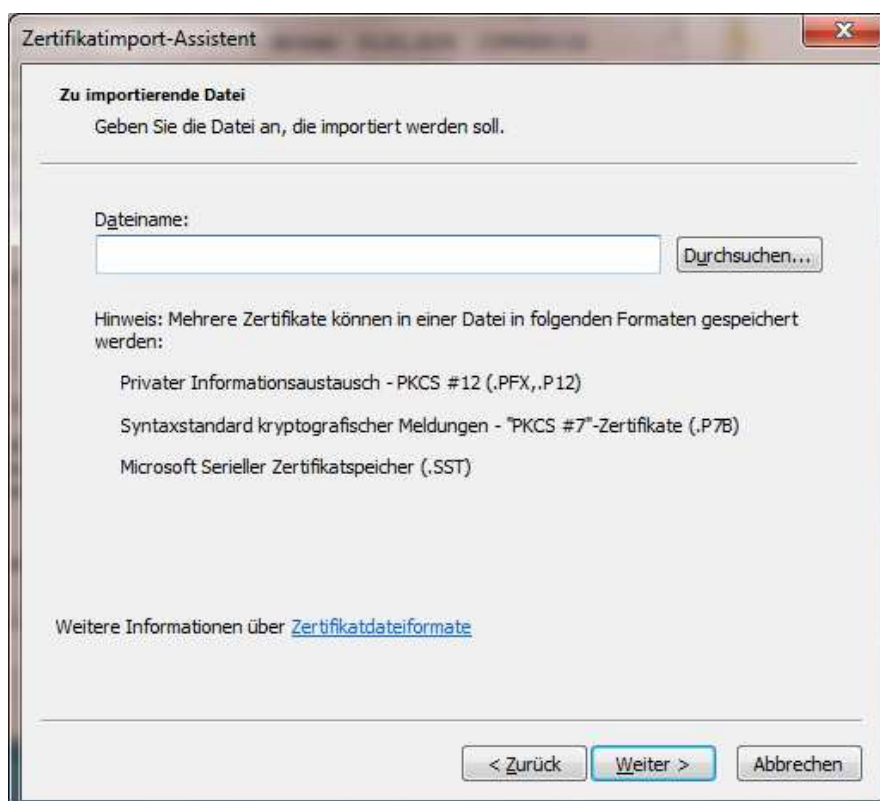 Zertifikatimport-Assistent
Zu importierende Datei
Geben Sie die Datei an, die importiert werden soll.
Dateiname:
Durchsuchen...
Hinweis: Mehrere Zertifikate können in einer Datei in folgenden Formaten gespeichert
werden:
Privater Informationsaustausch - PKCS #12 (.PFX,.P12)
Syntaxstandard kryptografischer Meldungen - "PKCS #7"-Zertifikate (.P7B)
Microsoft Serieller Zertifikatspeicher (.SST)
Weitere Informationen über Zertifikatdateiformate
< Zurück Weiter > Abbrechen